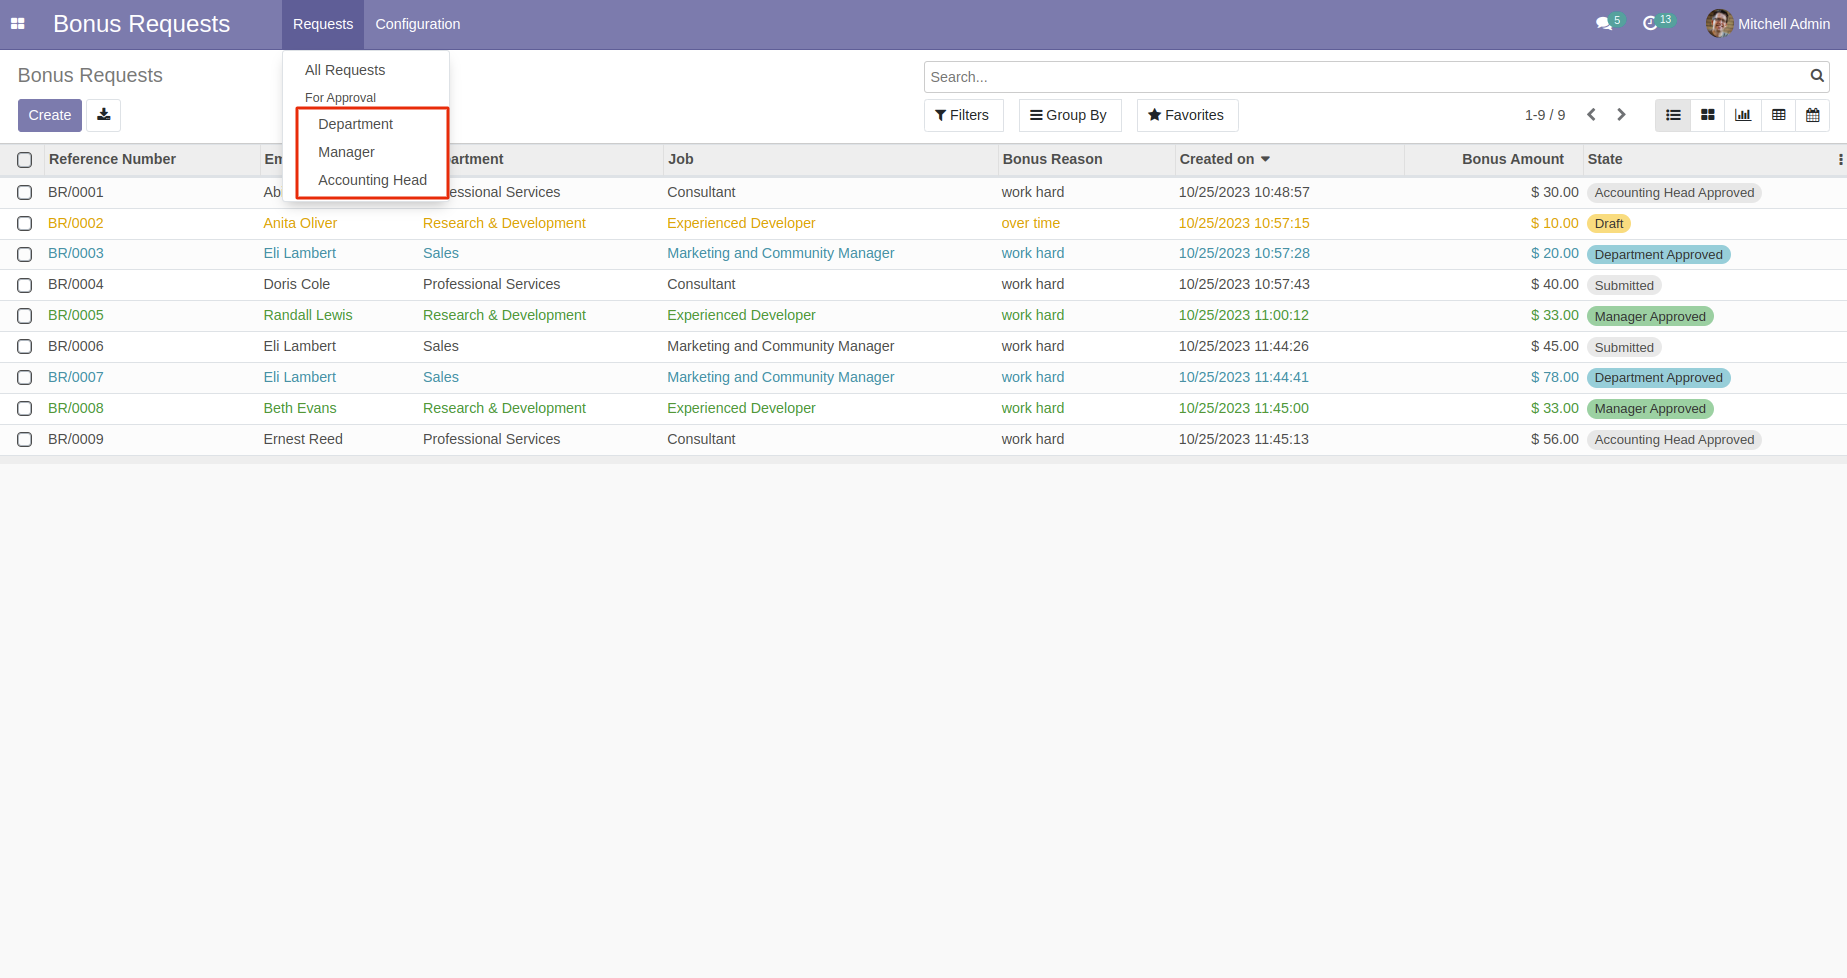 Bonus Requests Requests Configuration 5 13 Mitchell Admin
Bonus Requests All Requests Search...
For Approval
Create Department Filters Group By Favorites 1-9 / 9
Manager
Accounting Head
Reference Number Job Bonus Reason Created on Bonus Amount State
BR/0001 Consultant work hard 10/25/2023 10:48:57 $ 30.00 Accounting Head Approved
BR/0002 Anita Oliver Research & Development Experienced Developer over time 10/25/2023 10:57:15 $ 10.00 Draft
BR/0003 Eli Lambert Sales Marketing and Community Manager work hard 10/25/2023 10:57:28 $ 20.00 Department Approved
BR/0004 Doris Cole Professional Services Consultant work hard 10/25/2023 10:57:43 $ 40.00 Submitted
BR/0005 Randall Lewis Research & Development Experienced Developer work hard 10/25/2023 11:00:12 $ 33.00 Manager Approved
BR/0006 Eli Lambert Sales Marketing and Community Manager work hard 10/25/2023 11:44:26 $ 45.00 Submitted
BR/0007 Eli Lambert Sales Marketing and Community Manager work hard 10/25/2023 11:44:41 $ 78.00 Department Approved
BR/0008 Beth Evans Research & Development Experienced Developer work hard 10/25/2023 11:45:00 $ 33.00 Manager Approved
BR/0009 Ernest Reed Professional Services Consultant work hard 10/25/2023 11:45:13 $ 56.00 Accounting Head Approved